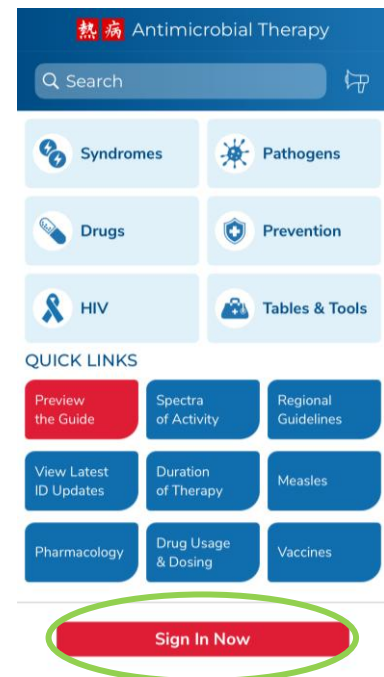 熱病 Antimicrobial Therapy
Search
Syndromes
Pathogens
Drugs
Prevention
HIV
Tables & Tools
QUICK LINKS
Preview
the Guide
Spectra
of Activity
Regional
Guidelines
View Latest
ID Updates
Duration
of Therapy
Measles
Pharmacology
Drug Usage
& Dosing
Vaccines
Sign In Now